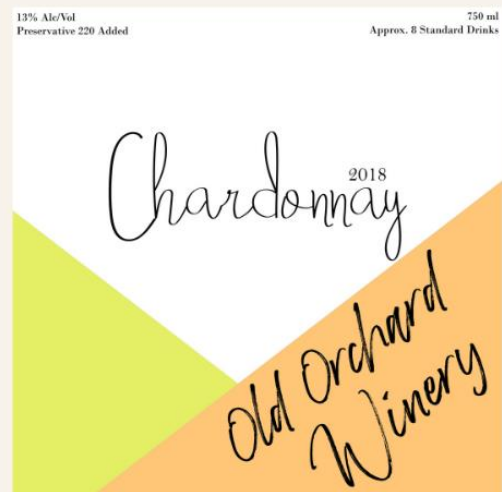 13% Alc/Vol
Preservative 220 Added
750 ml
Approx. 8 Standard Drinks
2018
Chardonnay
Old Orchard
Winery